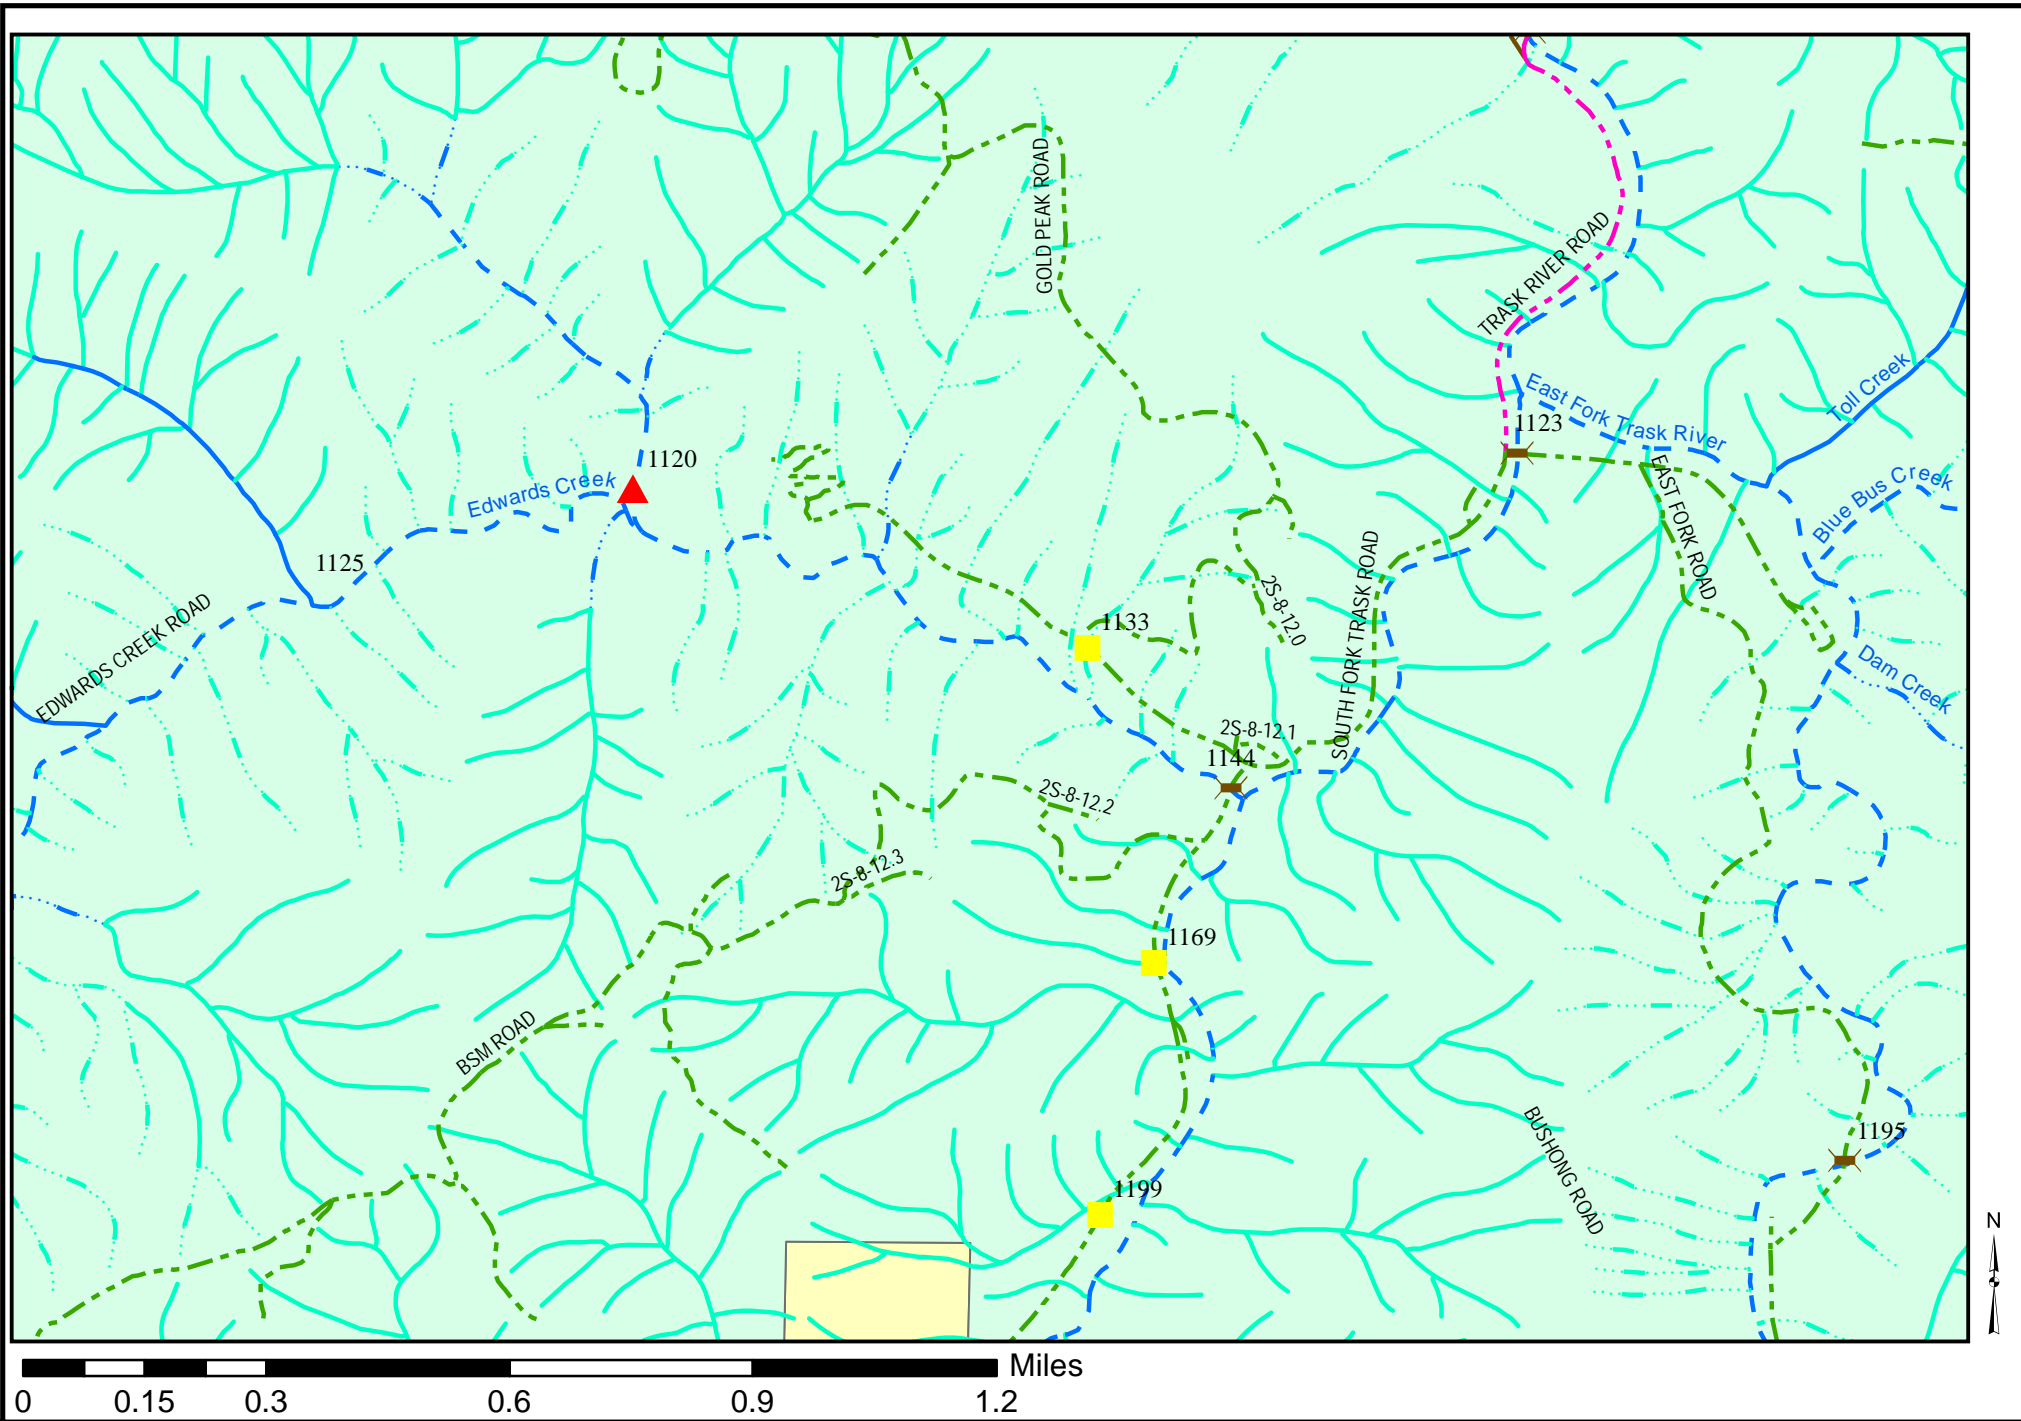 GOLD PEAK ROAD
TRASK RIVER ROAD
East Fork Trask River
Toll Creek
1123
1120
Edwards Creek
Blue Bus Creek
EAST FORK ROAD
1125
SOUTH FORK TRASK ROAD
2S-8-12.0
EDWARDS CREEK ROAD
1133
Dam Creek
2S-8-12.1
1144
2S-8-12.2
2S-8-12.3
1169
BSM ROAD
BUSHONG ROAD
1195
1199
N
Miles
0 0.15 0.3 0.6 0.9 1.2